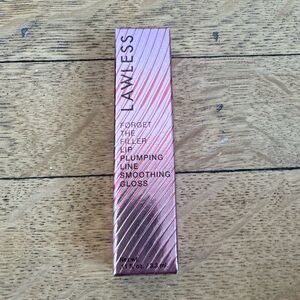 LAWLESS
FORGET
THE
FILLER
LIP
PLUMPING
LINE
SMOOTHING
GLOSS